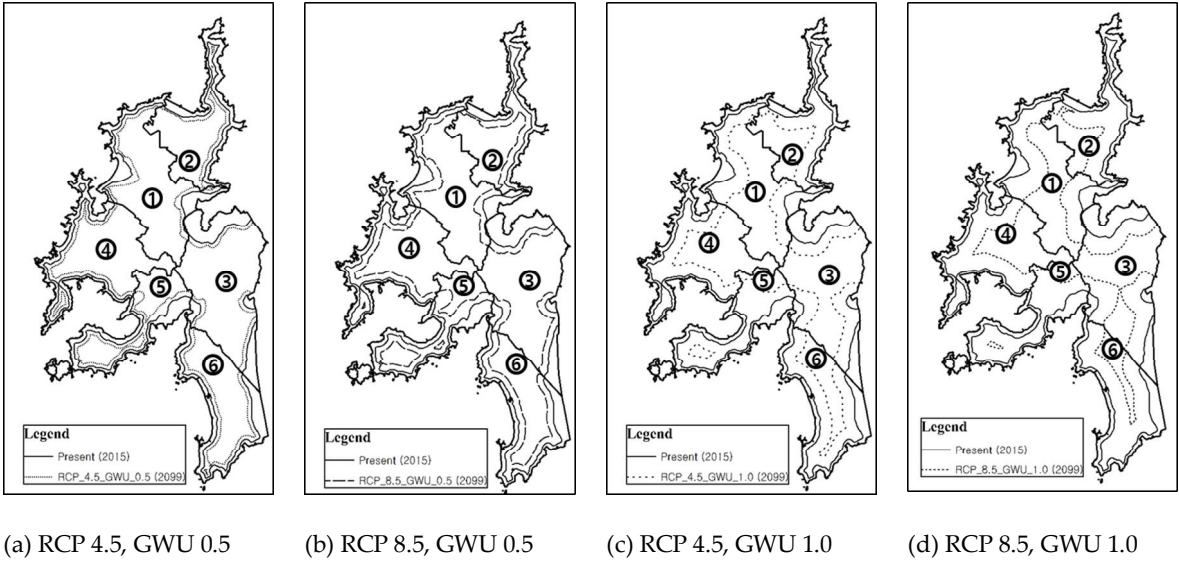 ①
②
③
④
⑤
⑥
Legend
Present (2015)
RCP_4.5_GWU_0.5 (2099)
①
②
③
④
⑤
⑥
Legend
Present (2015)
RCP_8.5_GWU_0.5 (2099)
①
②
③
④
⑤
⑥
Legend
Present (2015)
RCP_4.5_GWU_1.0 (2099)
①
②
③
④
⑤
⑥
Legend
Present (2015)
RCP_8.5_GWU_1.0 (2099)
(a) RCP 4.5, GWU 0.5
(b) RCP 8.5, GWU 0.5
(c) RCP 4.5, GWU 1.0
(d) RCP 8.5, GWU 1.0